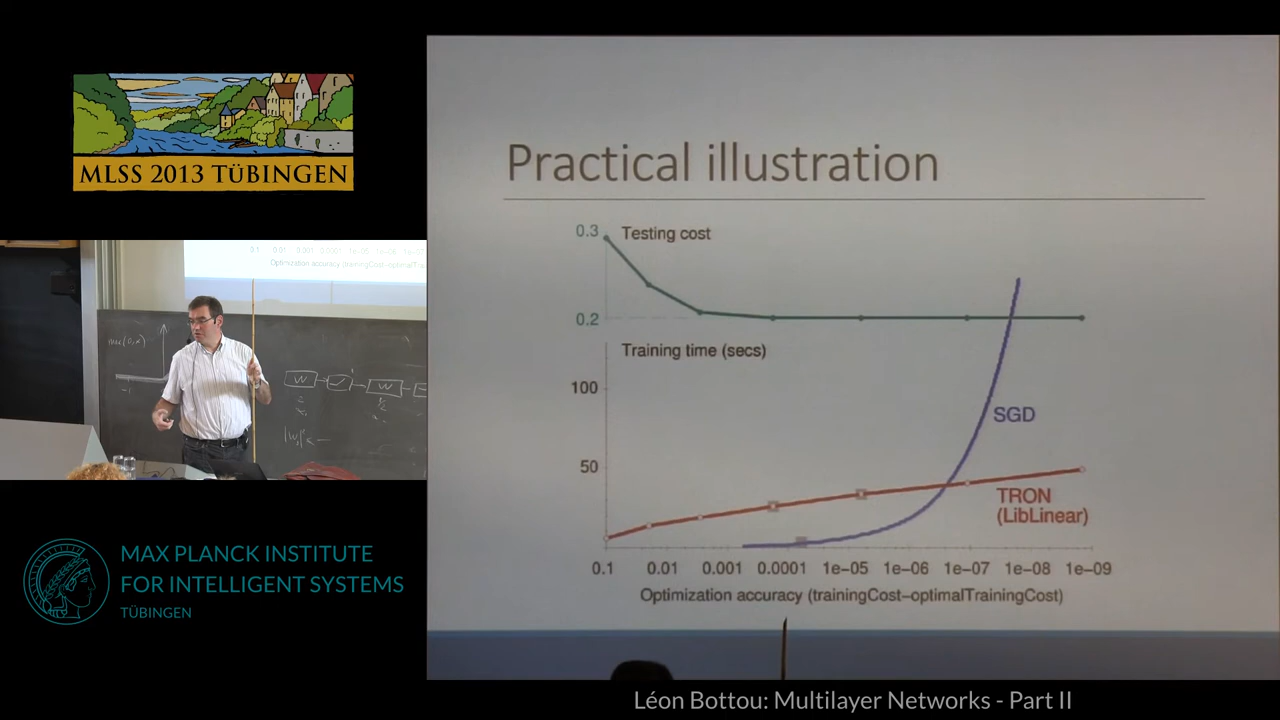 MLSS 2013 TÜBINGEN
MAX PLANCK INSTITUTE
FOR INTELLIGENT SYSTEMS
TÜBINGEN
Practical illustration
0.3
Testing cost
0.2
Training time (secs)
100
SGD
50
TRON
(LibLinear)
0.1 0.01 0.001 0.0001 1e−05 1e−06 1e−07 1e−08 1e−09
Optimization accuracy (trainingCost−optimalTrainingCost)
Léon Bottou: Multilayer Networks - Part II